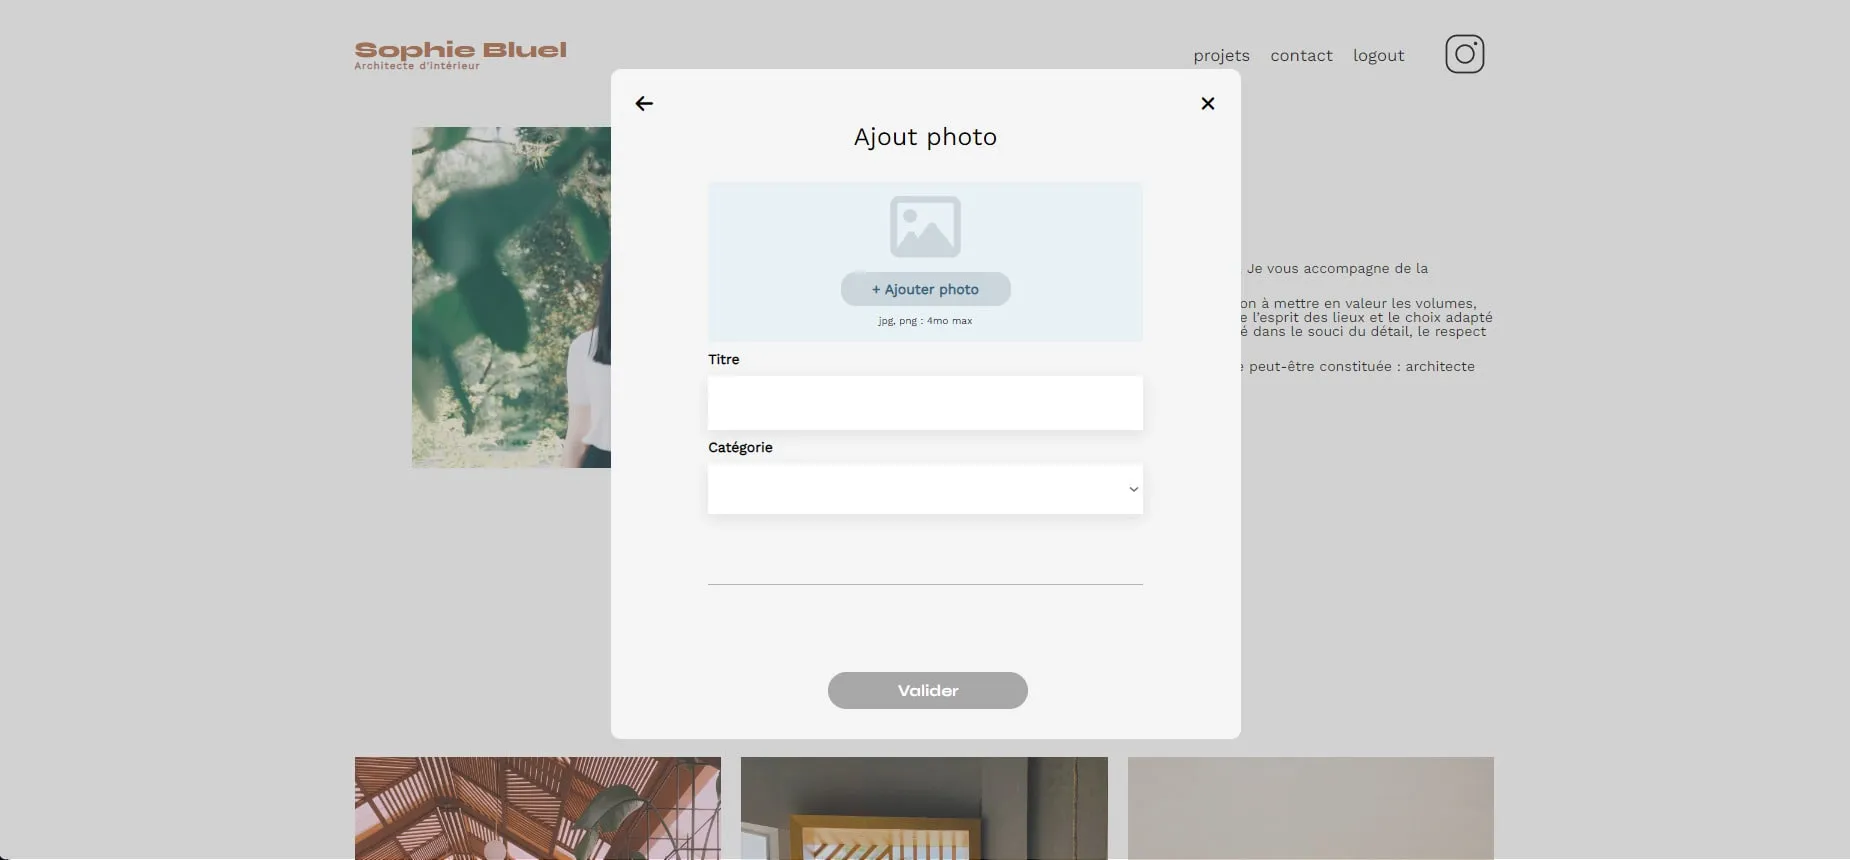 Sophie Bluel
Architecte d'intérieur
projets contact logout
Ajout photo
+ Ajouter photo
jpg, png : 4mo max
Titre
Catégorie
Valider
Je vous accompagne de la
on à mettre en valeur les volumes,
l'esprit des lieux et le choix adapté
dans le souci du détail, le respect
peut-être constituée : architecte